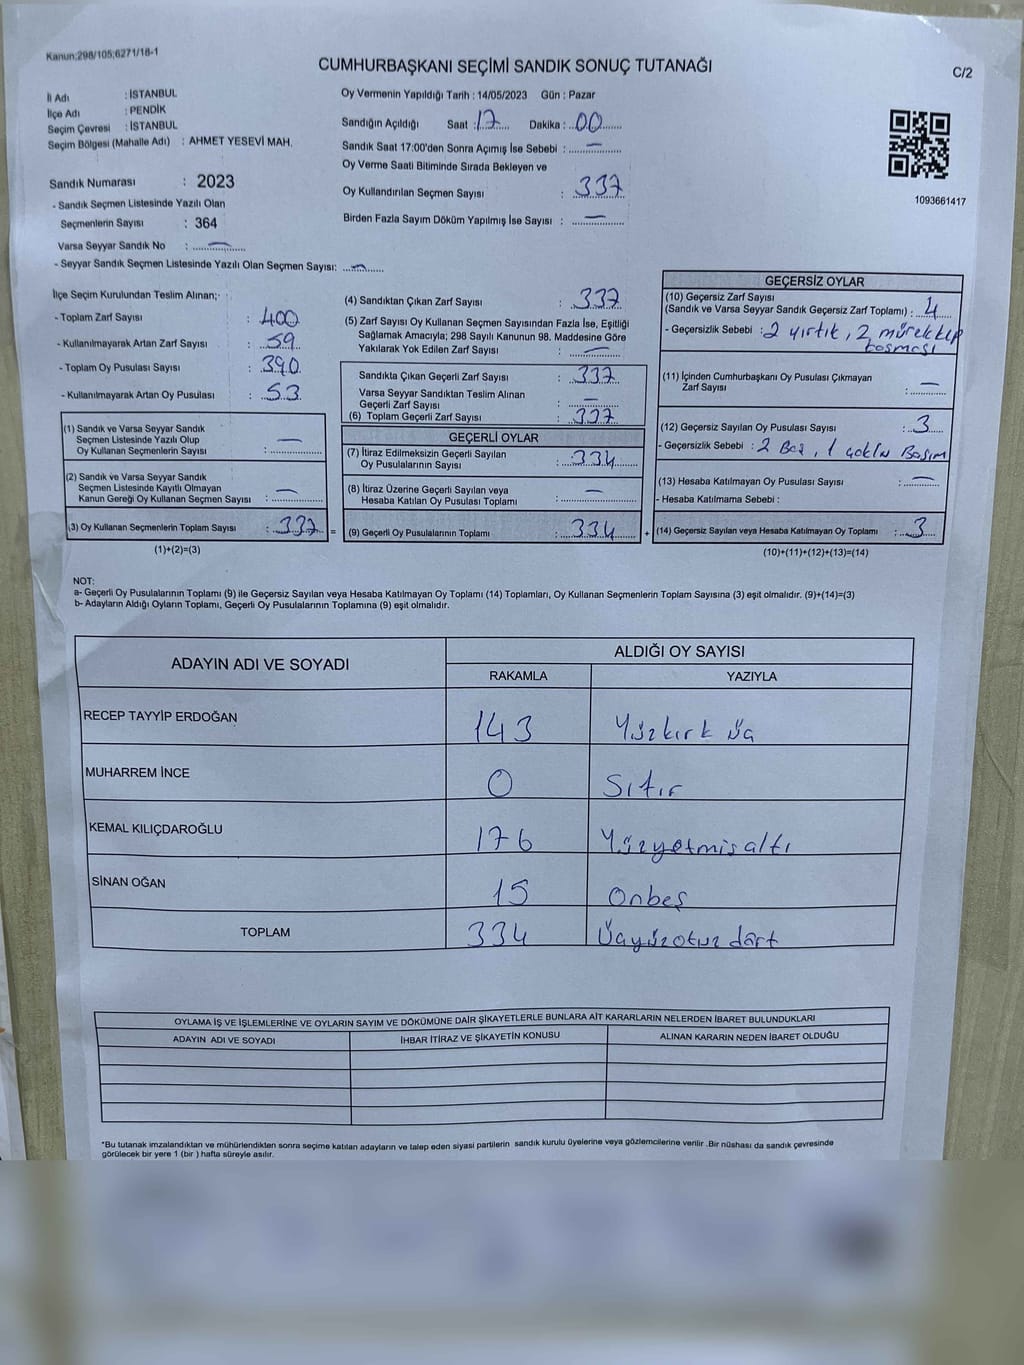 Kanun:298/105;6271/18-1
CUMHURBAŞKANI SEÇİMİ SANDIK SONUÇ TUTANAĞI
C/2
İl Adı : İSTANBUL
İlçe Adı : PENDİK
Seçim Çevresi : İSTANBUL
Seçim Bölgesi (Mahalle Adı) : AHMET YESEVİ MAH.
Oy Vermenin Yapıldığı Tarih : 14/05/2023 Gün : Pazar
Sandığın Açıldığı Saat : 17 Dakika : 00
Sandık Saat 17:00'den Sonra Açımış İse Sebebi : —
Oy Verme Saati Bitiminde Sırada Bekleyen ve
Oy Kullandırılan Seçmen Sayısı : 337
Birden Fazla Sayım Döküm Yapılmış İse Sayısı : —
1093661417
Sandık Numarası : 2023
- Sandık Seçmen Listesinde Yazılı Olan
Seçmenlerin Sayısı : 364
Varsa Seyyar Sandık No : —
- Seyyar Sandık Seçmen Listesinde Yazılı Olan Seçmen Sayısı: —
İlçe Seçim Kurulundan Teslim Alınan;
- Toplam Zarf Sayısı : 400
- Kullanılmayarak Artan Zarf Sayısı : 59
- Toplam Oy Pusulası Sayısı : 390
- Kullanılmayarak Artan Oy Pusulası : 53
(1) Sandık ve Varsa Seyyar Sandık
Seçmen Listesinde Yazılı Olup
Oy Kullanan Seçmenlerin Sayısı : —
(2) Sandık ve Varsa Seyyar Sandık
Seçmen Listesinde Kayıtlı Olmayan
Kanun Gereği Oy Kullanan Seçmen Sayısı : —
(3) Oy Kullanan Seçmenlerin Toplam Sayısı : 337 =
(1)+(2)=(3)
(4) Sandıktan Çıkan Zarf Sayısı : 337
(5) Zarf Sayısı Oy Kullanan Seçmen Sayısından Fazla İse, Eşitliği
Sağlamak Amacıyla; 298 Sayılı Kanunun 98. Maddesine Göre
Yakılarak Yok Edilen Zarf Sayısı : —
Sandıkta Çıkan Geçerli Zarf Sayısı : 337
Varsa Seyyar Sandıktan Teslim Alınan
Geçerli Zarf Sayısı : —
(6) Toplam Geçerli Zarf Sayısı : 337
GEÇERLİ OYLAR
(7) İtiraz Edilmeksizin Geçerli Sayılan
Oy Pusulalarının Sayısı : 334
(8) İtiraz Üzerine Geçerli Sayılan veya
Hesaba Katılan Oy Pusulası Toplamı : —
(9) Geçerli Oy Pusulalarının Toplamı : 334 +
GEÇERSİZ OYLAR
(10) Geçersiz Zarf Sayısı
(Sandık ve Varsa Seyyar Sandık Geçersiz Zarf Toplamı) : 4
- Geçersizlik Sebebi : 2 yırtık, 2 mürekkep
basması
(11) İçinden Cumhurbaşkanı Oy Pusulası Çıkmayan
Zarf Sayısı : —
(12) Geçersiz Sayılan Oy Pusulası Sayısı : 3
- Geçersizlik Sebebi : 2 Boş, 1 çoklu Basım
(13) Hesaba Katılmayan Oy Pusulası Sayısı : —
- Hesaba Katılmama Sebebi :
(14) Geçersiz Sayılan veya Hesaba Katılmayan Oy Toplamı : 3
(10)+(11)+(12)+(13)=(14)
NOT:
a- Geçerli Oy Pusulalarının Toplamı (9) ile Geçersiz Sayılan veya Hesaba Katılmayan Oy Toplamı (14) Toplamları, Oy Kullanan Seçmenlerin Toplam Sayısına (3) eşit olmalıdır. (9)+(14)=(3)
b- Adayların Aldığı Oyların Toplamı, Geçerli Oy Pusulalarının Toplamına (9) eşit olmalıdır.
ADAYIN ADI VE SOYADI ALDIĞI OY SAYISI
RAKAMLA YAZIYLA
RECEP TAYYİP ERDOĞAN 143 Yüzkırk üç
MUHARREM İNCE 0 Sıfır
KEMAL KILIÇDAROĞLU 176 Yüzyetmiş altı
SİNAN OĞAN 15 Onbeş
TOPLAM 334 Üçyüzotuz dört
OYLAMA İŞ VE İŞLEMLERİNE VE OYLARIN SAYIM VE DÖKÜMÜNE DAİR ŞİKAYETLERLE BUNLARA AİT KARARLARIN NELERDEN İBARET BULUNDUKLARI
ADAYIN ADI VE SOYADI İHBAR İTİRAZ VE ŞİKAYETİN KONUSU ALINAN KARARIN NEDEN İBARET OLDUĞU
*Bu tutanak imzalandıktan ve mühürlendikten sonra seçime katılan adayların ve talep eden siyasi partilerin sandık kurulu üyelerine veya gözlemcilerine verilir .Bir nüshası da sandık çevresinde
görülecek bir yere 1 (bir ) hafta süreyle asılır.